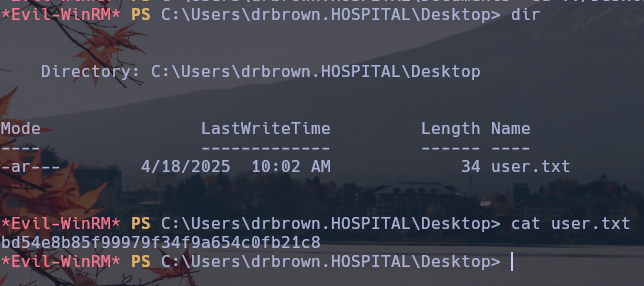 *Evil-WinRM* PS C:\Users\drbrown.HOSPITAL\Desktop> dir
Directory: C:\Users\drbrown.HOSPITAL\Desktop
Mode LastWriteTime Length Name
---- ------------- ------ ----
-ar--- 4/18/2025 10:02 AM 34 user.txt
*Evil-WinRM* PS C:\Users\drbrown.HOSPITAL\Desktop> cat user.txt
bd54e8b85f99979f34f9a654c0fb21c8
*Evil-WinRM* PS C:\Users\drbrown.HOSPITAL\Desktop>